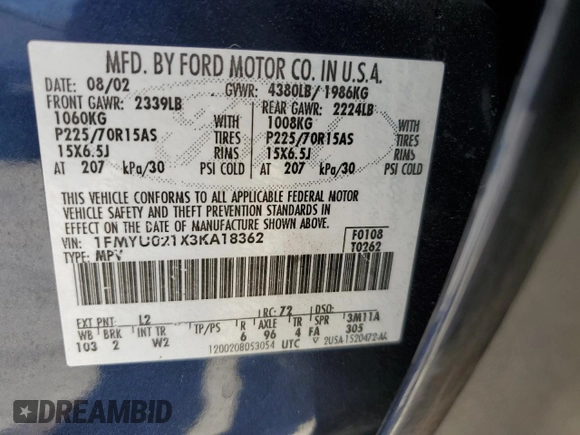 MFD. BY FORD MOTOR CO. IN U.S.A.
DATE: 08/02 GVWR: 4380LB/ 1986KG
FRONT GAWR: 2339LB REAR GAWR: 2224LB
1060KG WITH 1008KG WITH
P225/70R15AS TIRES P225/70R15AS TIRES
15X6.5J RIMS 15X6.5J RIMS
AT 207 kPa/30 PSI COLD AT 207 kPa/30 PSI COLD
THIS VEHICLE CONFORMS TO ALL APPLICABLE FEDERAL MOTOR
VEHICLE SAFETY AND THEFT PREVENTION STANDARDS IN
EFFECT ON THE DATE OF MANUFACTURE SHOWN ABOVE.
VIN: 1FMYU021X3KA18362 F0108
TYPE: MPV T0262
EXT PNT: L2 RC: 72 DSO:
WB BRK INT TR TP/PS R AXLE TR SPR 3M11A
103 2 W2 6 96 4 FA 305
1200208053054 UTC
DREAMBID